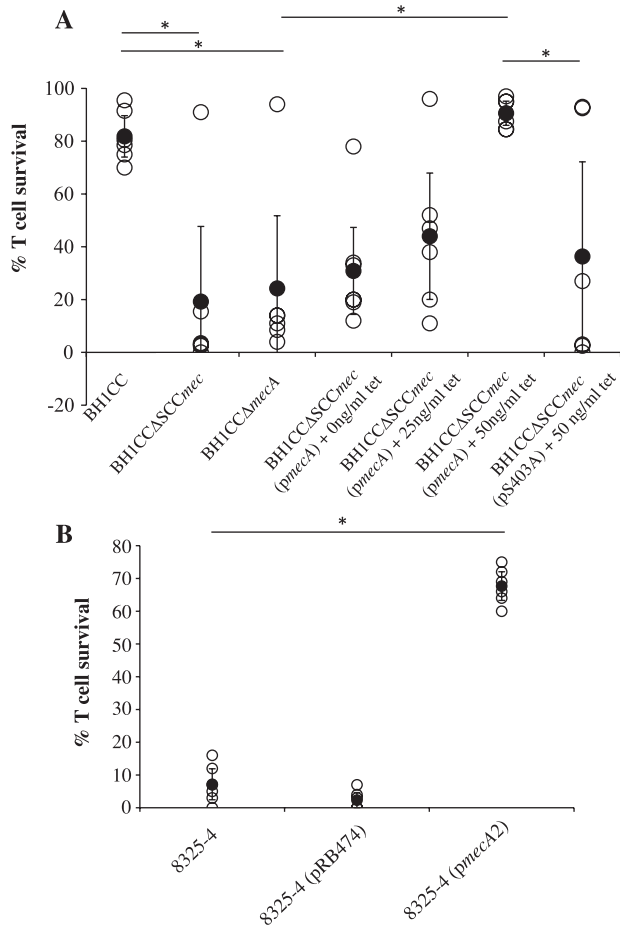 A
*
*
*
*
100
80
60
40
20
0
-20
% T cell survival
BH1CC
BH1CCΔSCCmec
BH1CCΔmecA
BH1CCΔSCCmec
(pmecA) + 0ng/ml tet
BH1CCΔSCCmec
(pmecA) + 25ng/ml tet
BH1CCΔSCCmec
(pmecA) + 50ng/ml tet
BH1CCΔSCCmec
(pS403A) + 50 ng/ml tet
B
*
80
70
60
50
40
30
20
10
0
% T cell survival
8325-4
8325-4 (pRB474)
8325-4 (pmecA2)